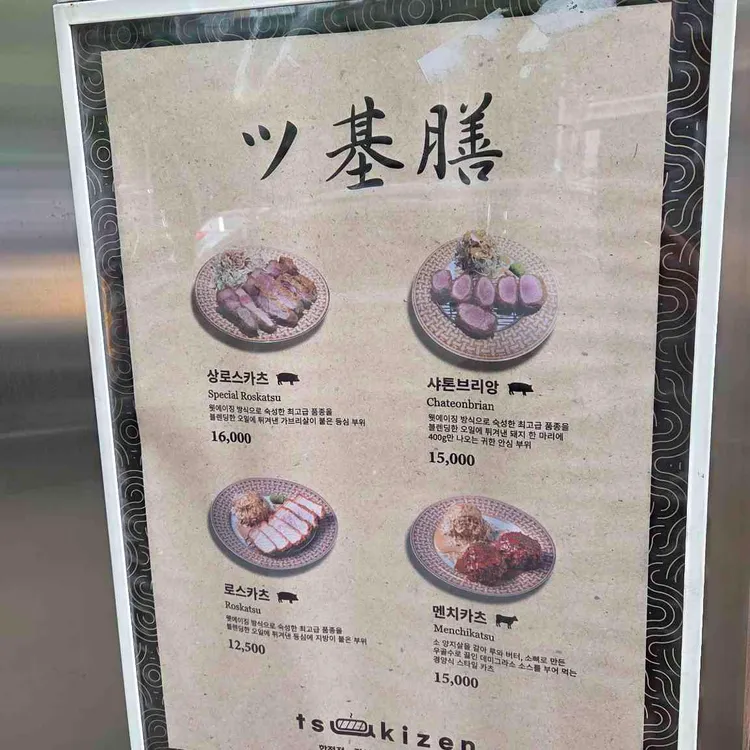 ツ基膳
상로스카츠
Special Roskatsu
웻에이징 방식으로 숙성한 최고급 품종을
블렌딩한 오일에 튀겨낸 가브리살이 붙은 등심 부위
16,000
샤톤브리앙
Chateonbrian
웻에이징 방식으로 숙성한 최고급 품종을
블렌딩한 오일에 튀겨낸 돼지 한 마리에
400g만 나오는 귀한 안심 부위
15,000
로스카츠
Roskatsu
웻에이징 방식으로 숙성한 최고급 품종을
블렌딩한 오일에 튀겨낸 등심에 지방이 붙은 부위
12,500
멘치카츠
Menchikatsu
소 양지살을 갈아 루와 버터, 소뼈로 만든
우골수로 끓인 데미그라소 소스를 부어 먹는
경양식 스타일 카츠
15,000
tsukizen